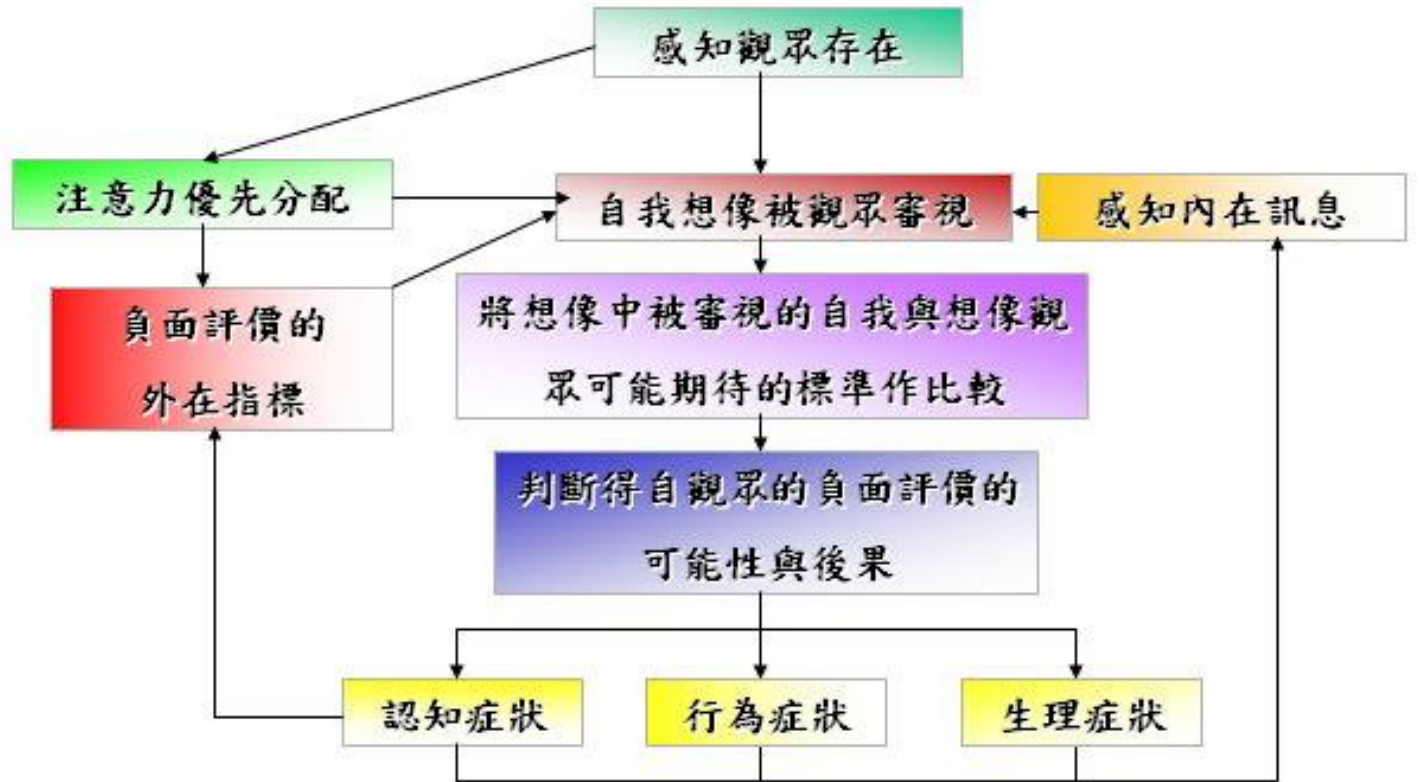 感知觀眾存在
注意力優先分配
自我想像被觀眾審視
感知內在訊息
負面評價的
外在指標
將想像中被審視的自我與想像觀
眾可能期待的標準作比較
判斷得自觀眾的負面評價的
可能性與後果
認知症狀
行為症狀
生理症狀